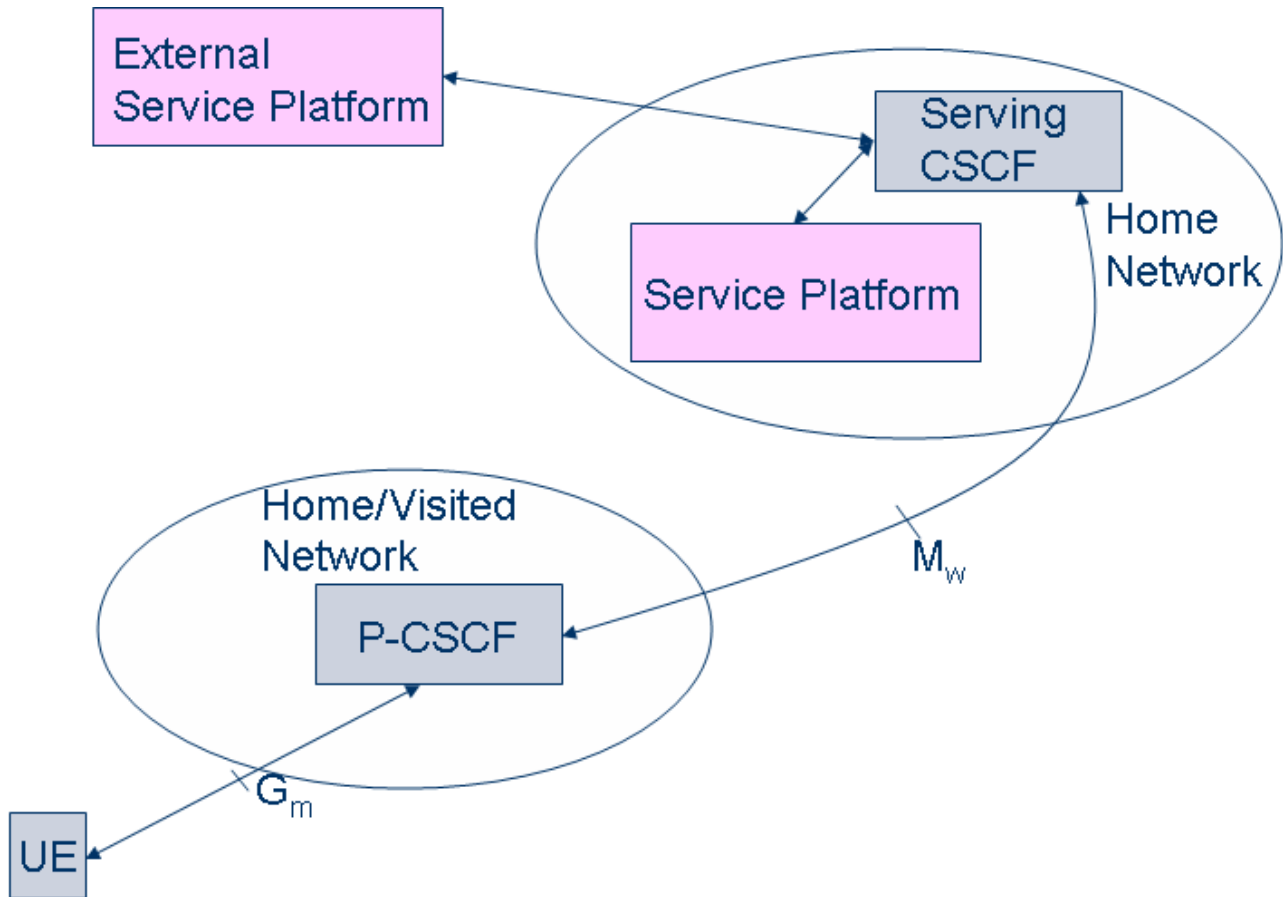 External
Service Platform
Serving
CSCF
Home
Network
Service Platform
Home/Visited
Network
Mw
P-CSCF
Gm
UE